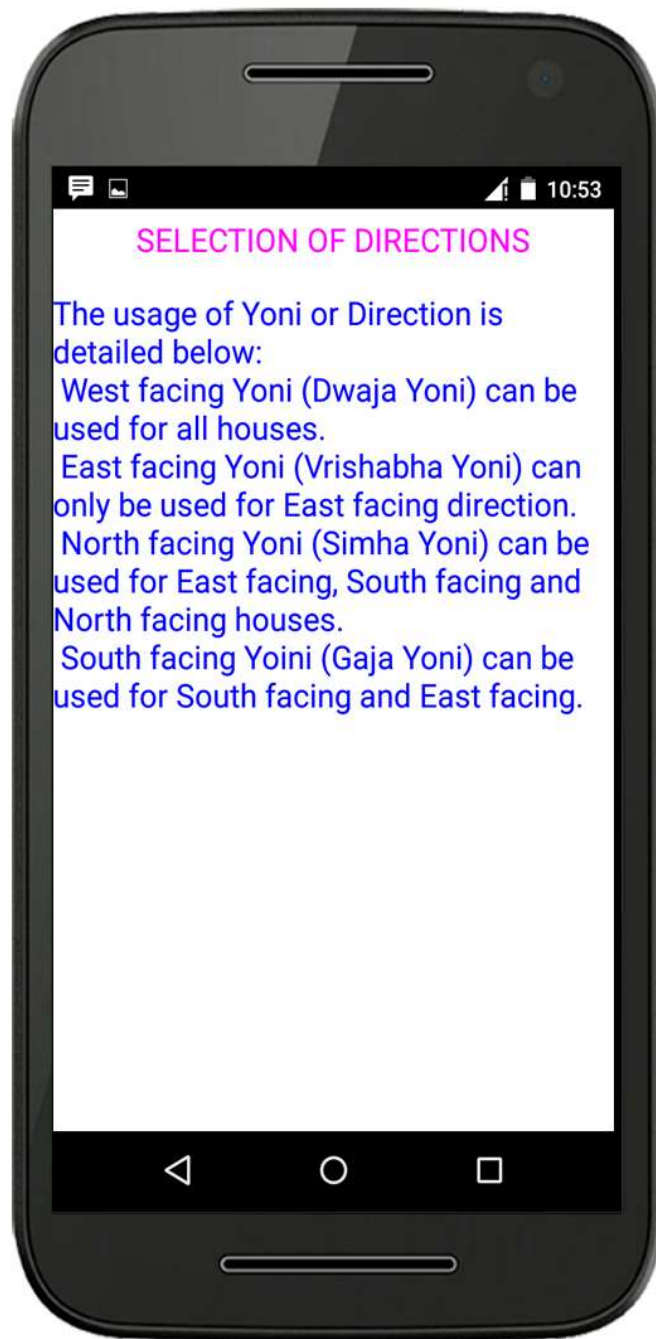 10:53
SELECTION OF DIRECTIONS
The usage of Yoni or Direction is
detailed below:
West facing Yoni (Dwaja Yoni) can be
used for all houses.
East facing Yoni (Vrishabha Yoni) can
only be used for East facing direction.
North facing Yoni (Simha Yoni) can be
used for East facing, South facing and
North facing houses.
South facing Yoini (Gaja Yoni) can be
used for South facing and East facing.